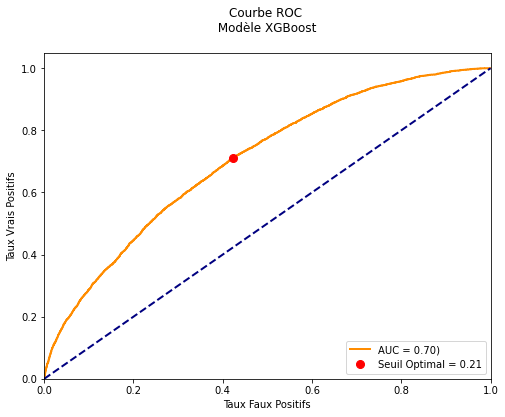 Courbe ROC
Modèle XGBoost
1.0
0.8
0.6
0.4
0.2
0.0
Taux Vrais Positifs
0.0
0.2
0.4
0.6
0.8
1.0
Taux Faux Positifs
AUC = 0.70)
Seuil Optimal = 0.21